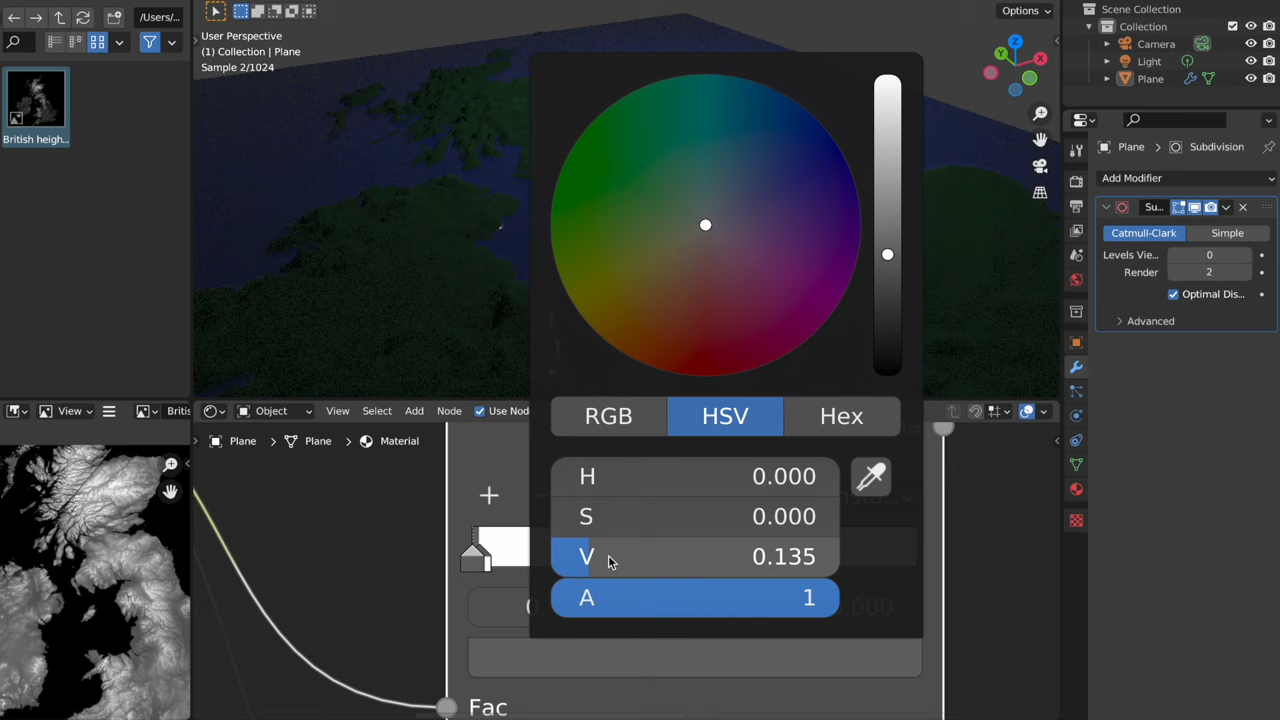 /Users/...
British heigh...
User Perspective
(1) Collection | Plane
Sample 2/1024
Options
Scene Collection
Collection
Camera
Light
Plane
Plane
Subdivision
Add Modifier
Su...
Catmull-Clark
Simple
Levels Vie...
0
Render
2
Optimal Dis...
Advanced
RGB
HSV
Hex
H
0.000
S
0.000
V
0.135
A
1
View
Britis
Object
View
Select
Add
Node
Use Nod
Plane
Plane
Material
Fac